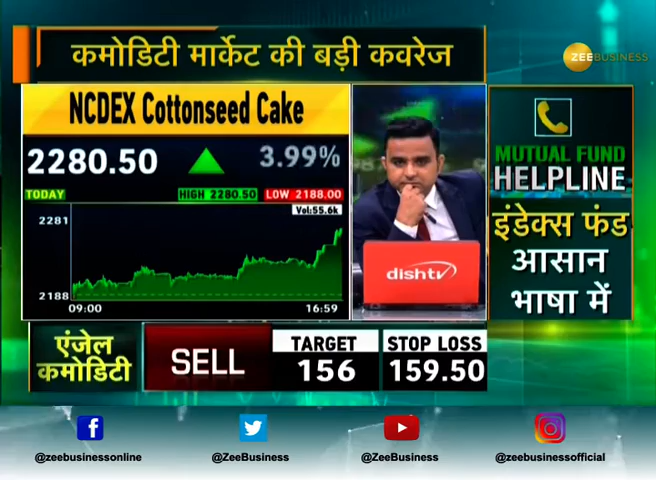 कमोडिटी मार्केट की बड़ी कवरेज
ZEEBUSINESS
NCDEX Cottonseed Cake
2280.50 3.99%
TODAY HIGH 2280.50 LOW 2188.00
Vol:55.6k
2281
2188
09:00 16:59
dishtv
MUTUAL FUND
HELPLINE
इंडेक्स फंड
आसान
भाषा में
एंजेल
कमोडिटी
SELL
TARGET
156
STOP LOSS
159.50
@zeebusinessonline
@ZeeBusiness
@ZeeBusiness
@zeebusinessofficial